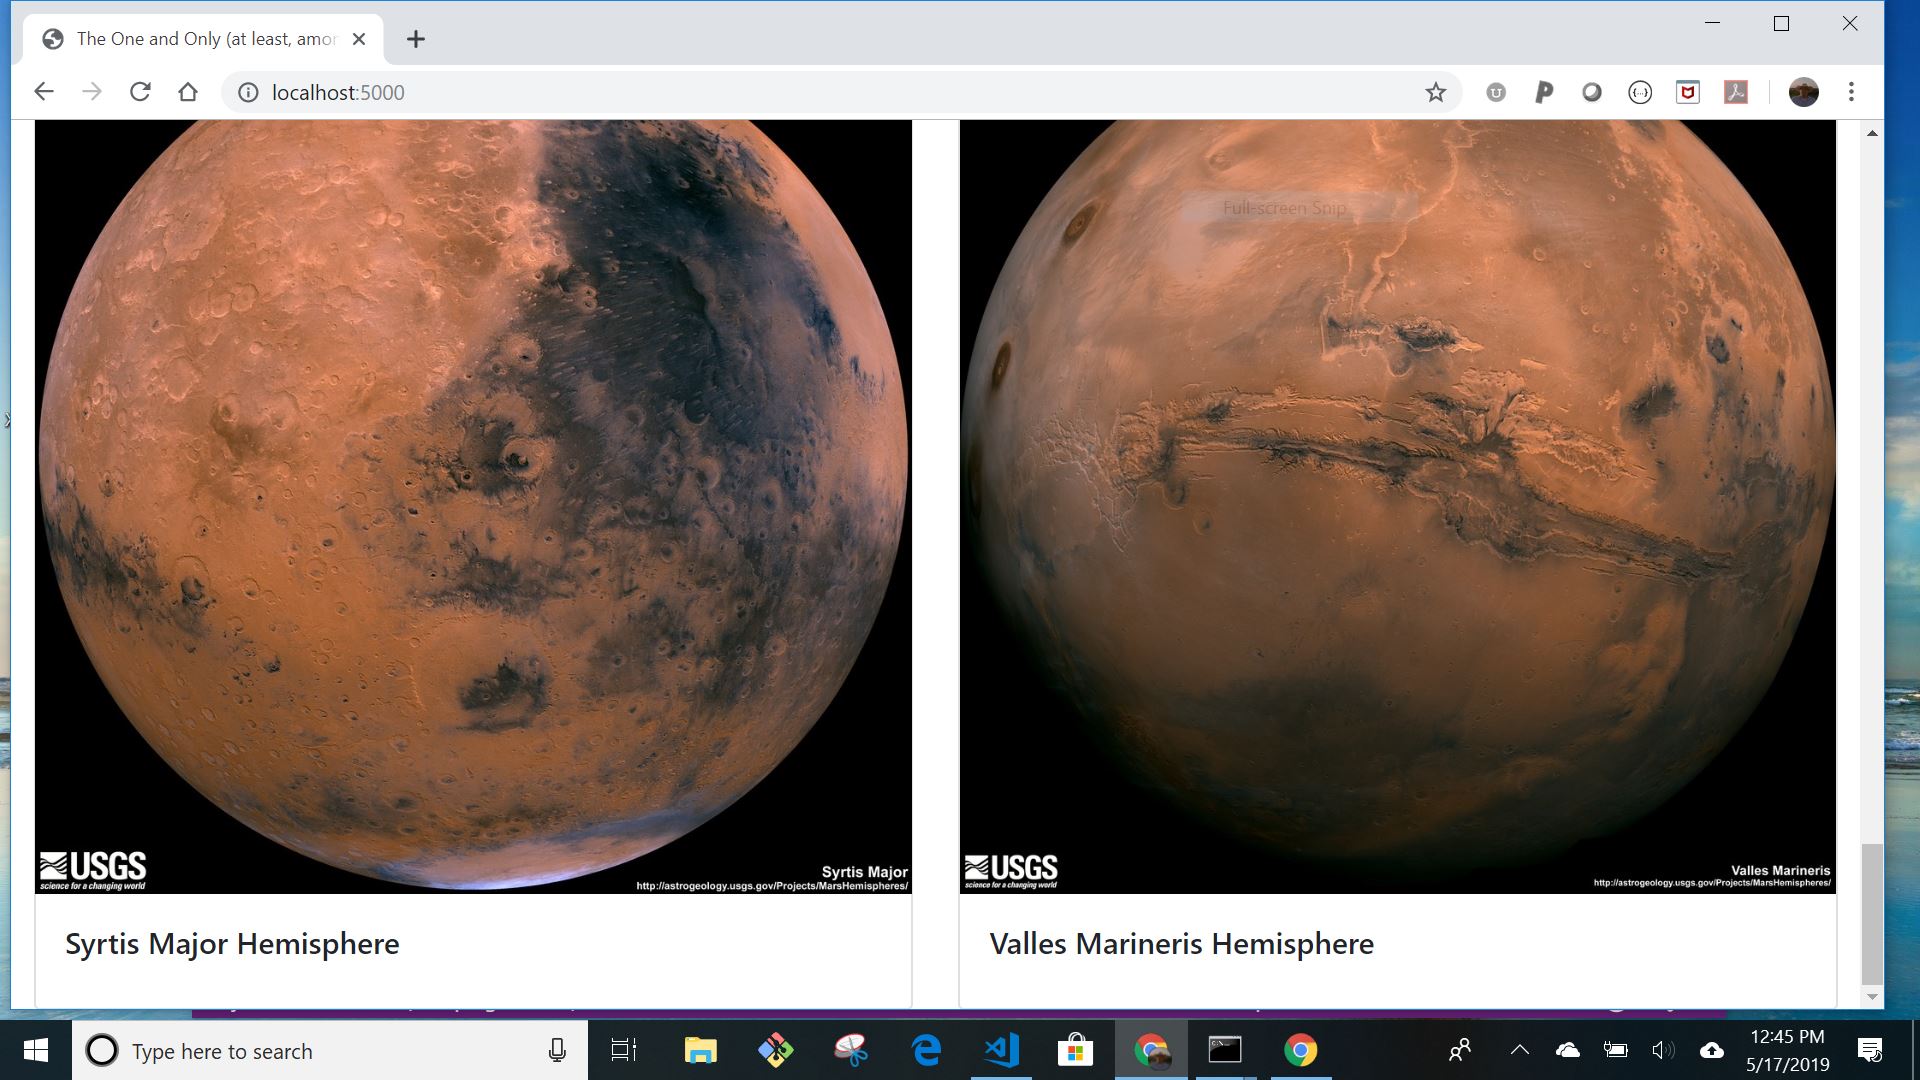 The One and Only (at least, amor
localhost:5000
Full-screen Snip
USGS
science for a changing world
Syrtis Major
http://astrogeology.usgs.gov/Projects/MarsHemispheres/
USGS
science for a changing world
Valles Marineris
http://astrogeology.usgs.gov/Projects/MarsHemispheres/
Syrtis Major Hemisphere
Valles Marineris Hemisphere
Type here to search
12:45 PM
5/17/2019